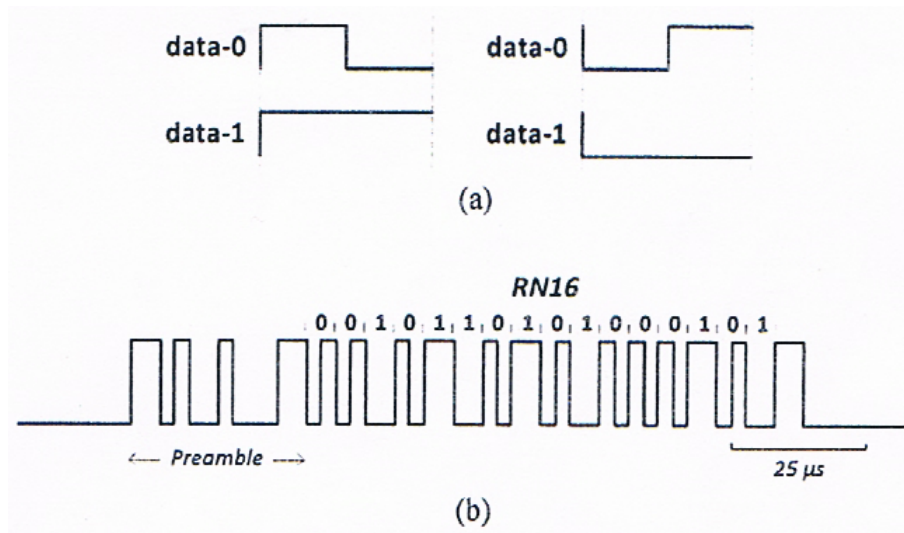 data-0 data-0
data-1 data-1
(a)
RN16
0 0 1 0 1 1 0 1 0 1 0 0 0 1 0 1
Preamble
25 µs
(b)